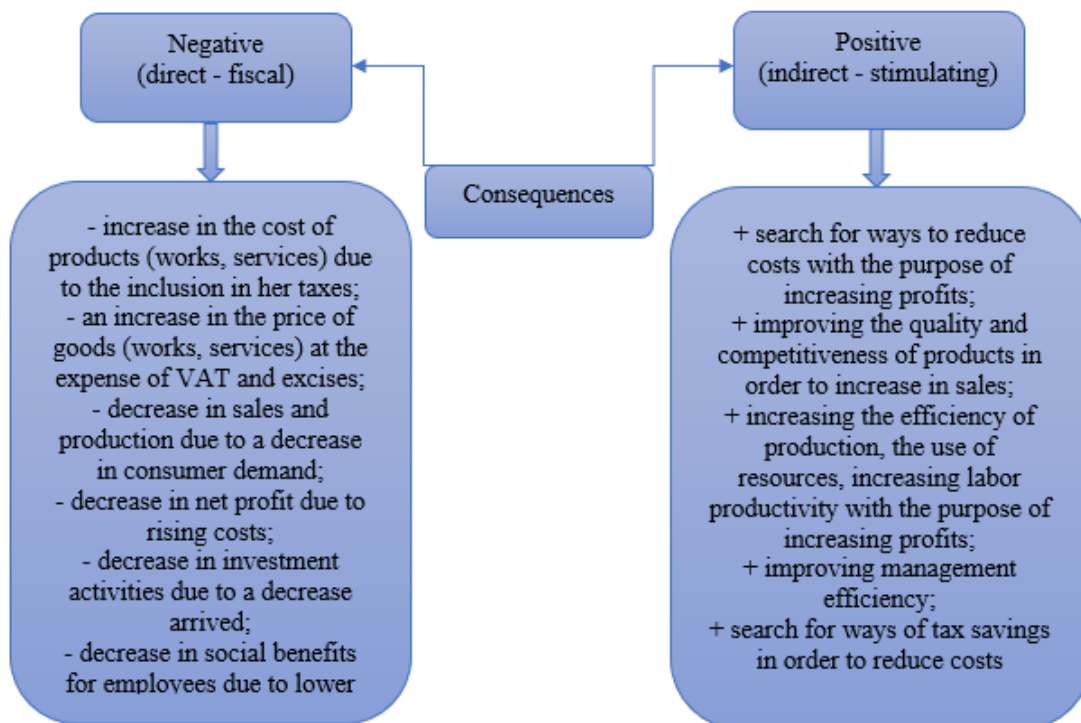 Negative
(direct - fiscal)
Positive
(indirect - stimulating)
Consequences
- increase in the cost of
products (works, services) due
to the inclusion in her taxes;
- an increase in the price of
goods (works, services) at the
expense of VAT and excises;
- decrease in sales and
production due to a decrease
in consumer demand;
- decrease in net profit due to
rising costs;
- decrease in investment
activities due to a decrease
arrived;
- decrease in social benefits
for employees due to lower
+ search for ways to reduce
costs with the purpose of
increasing profits;
+ improving the quality and
competitiveness of products in
order to increase in sales;
+ increasing the efficiency of
production, the use of
resources, increasing labor
productivity with the purpose of
increasing profits;
+ improving management
efficiency;
+ search for ways of tax savings
in order to reduce costs